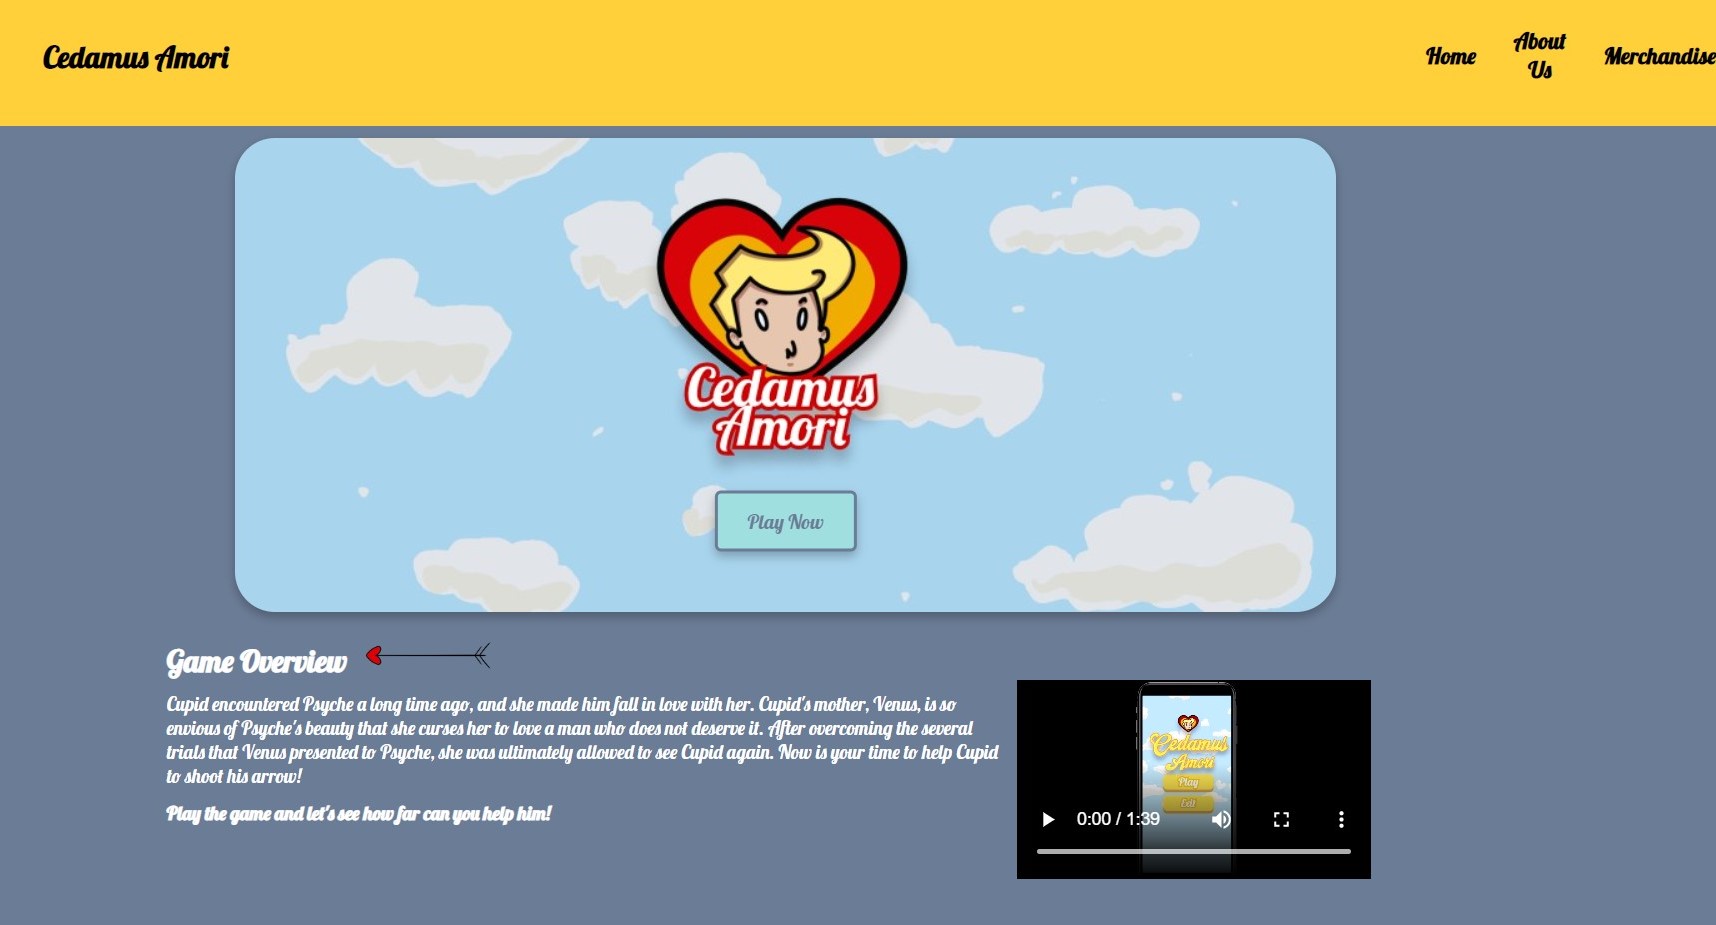 Cedamus Amori
Home
About
Us
Merchandise
Cedamus
Amori
Play Now
Game Overview
Cupid encountered Psyche a long time ago, and she made him fall in love with her. Cupid's mother, Venus, is so
envious of Psyche's beauty that she curses her to love a man who does not deserve it. After overcoming the several
trials that Venus presented to Psyche, she was ultimately allowed to see Cupid again. Now is your time to help Cupid
to shoot his arrow!
Play the game and let's see how far can you help him!
Cedamus
Amori
Play
Exit
0:00 / 1:39